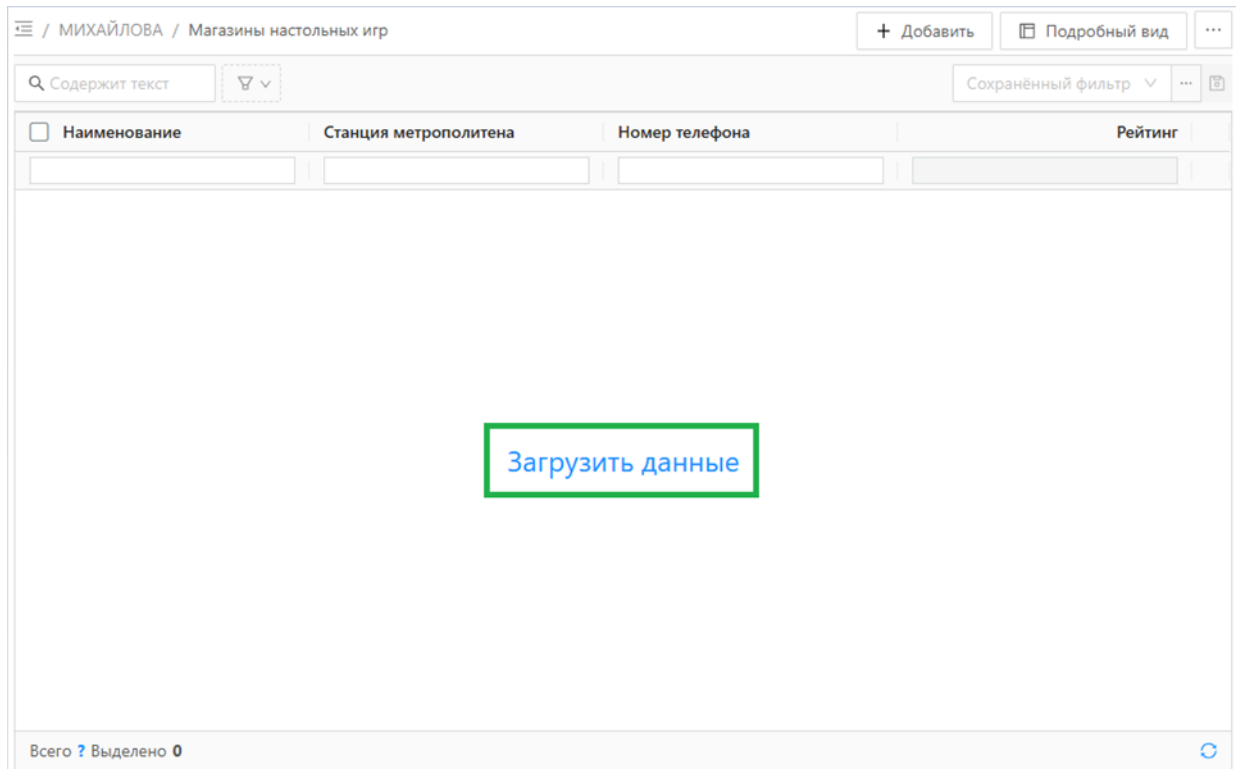 / МИХАЙЛОВА / Магазины настольных игр + Добавить Подробный вид ...
Содержит текст Сохранённый фильтр ...
Наименование Станция метрополитена Номер телефона Рейтинг
Загрузить данные
Всего ? Выделено 0